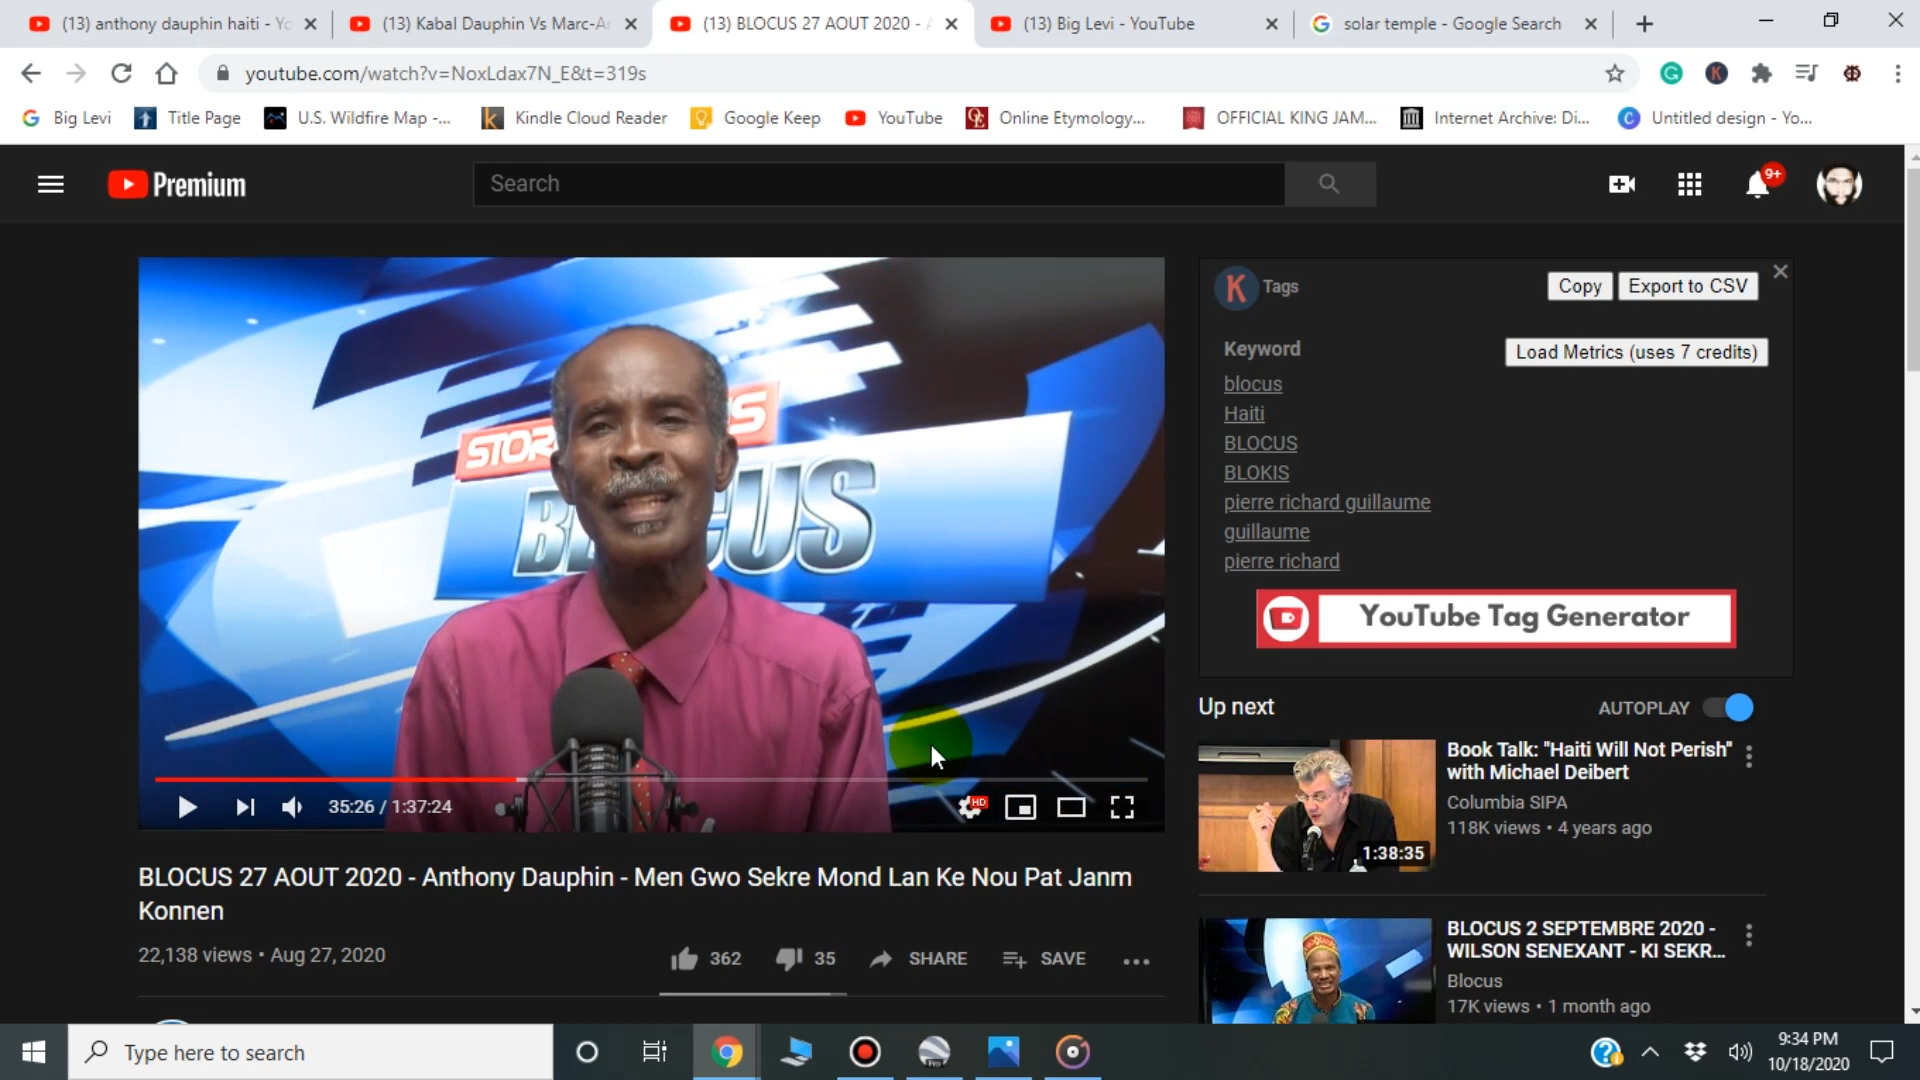 (13) anthony dauphin haiti - Yo
(13) Kabal Dauphin Vs Marc-Ar
(13) BLOCUS 27 AOUT 2020 - A
(13) Big Levi - YouTube
solar temple - Google Search
youtube.com/watch?v=NoxLdax7N_E&t=319s
Big Levi
Title Page
U.S. Wildfire Map -...
Kindle Cloud Reader
Google Keep
YouTube
Online Etymology...
OFFICIAL KING JAM...
Internet Archive: Di...
Untitled design - Yo...
Premium
Search
9+
K Tags
Copy
Export to CSV
Keyword
Load Metrics (uses 7 credits)
blocus
Haiti
BLOCUS
BLOKIS
pierre richard guillaume
guillaume
pierre richard
YouTube Tag Generator
35:26 / 1:37:24
HD
BLOCUS 27 AOUT 2020 - Anthony Dauphin - Men Gwo Sekre Mond Lan Ke Nou Pat Janm
Konnen
22,138 views • Aug 27, 2020
362
35
SHARE
SAVE
Up next
AUTOPLAY
Book Talk: "Haiti Will Not Perish"
with Michael Deibert
Columbia SIPA
118K views • 4 years ago
1:38:35
BLOCUS 2 SEPTEMBRE 2020 -
WILSON SENEXANT - KI SEKR...
Blocus
17K views • 1 month ago
Type here to search
9:34 PM
10/18/2020